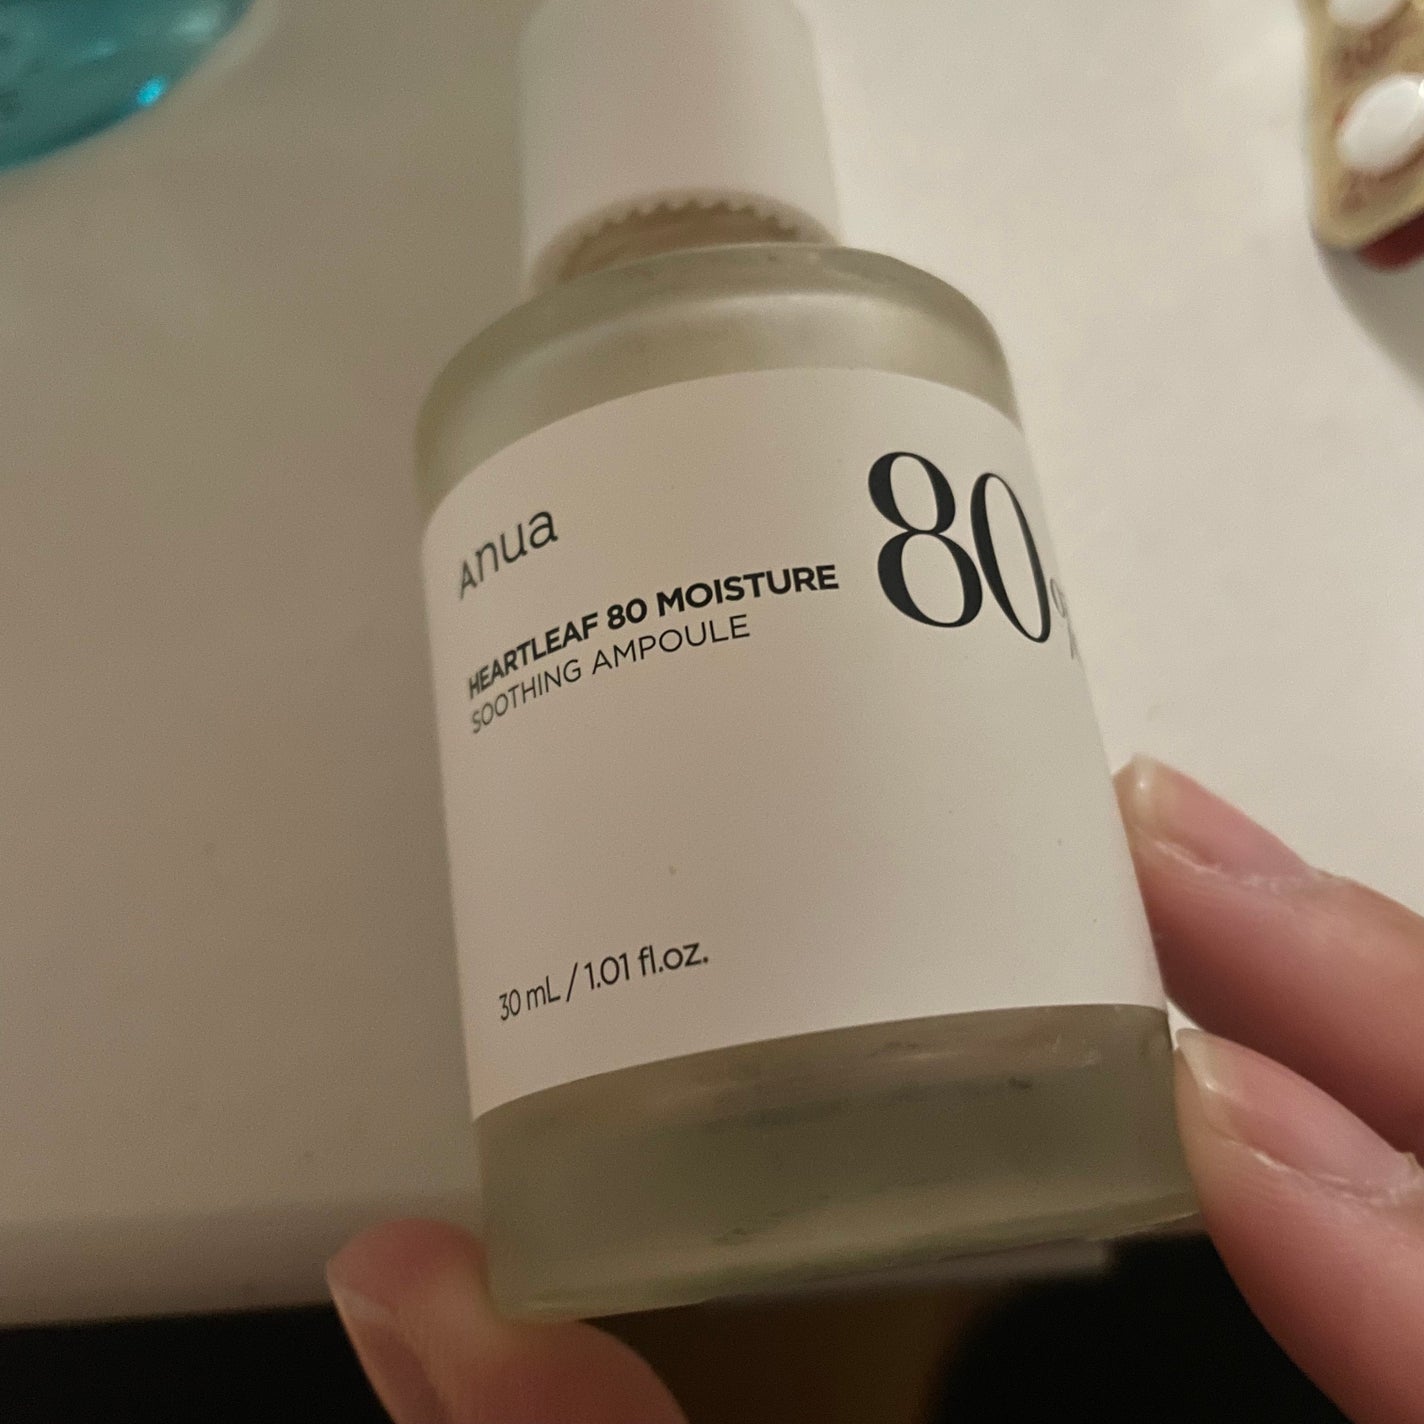 Anua
HEARTLEAF 80 MOISTURE
SOOTHING AMPOULE
80%
30 mL / 1.01 fl.oz.